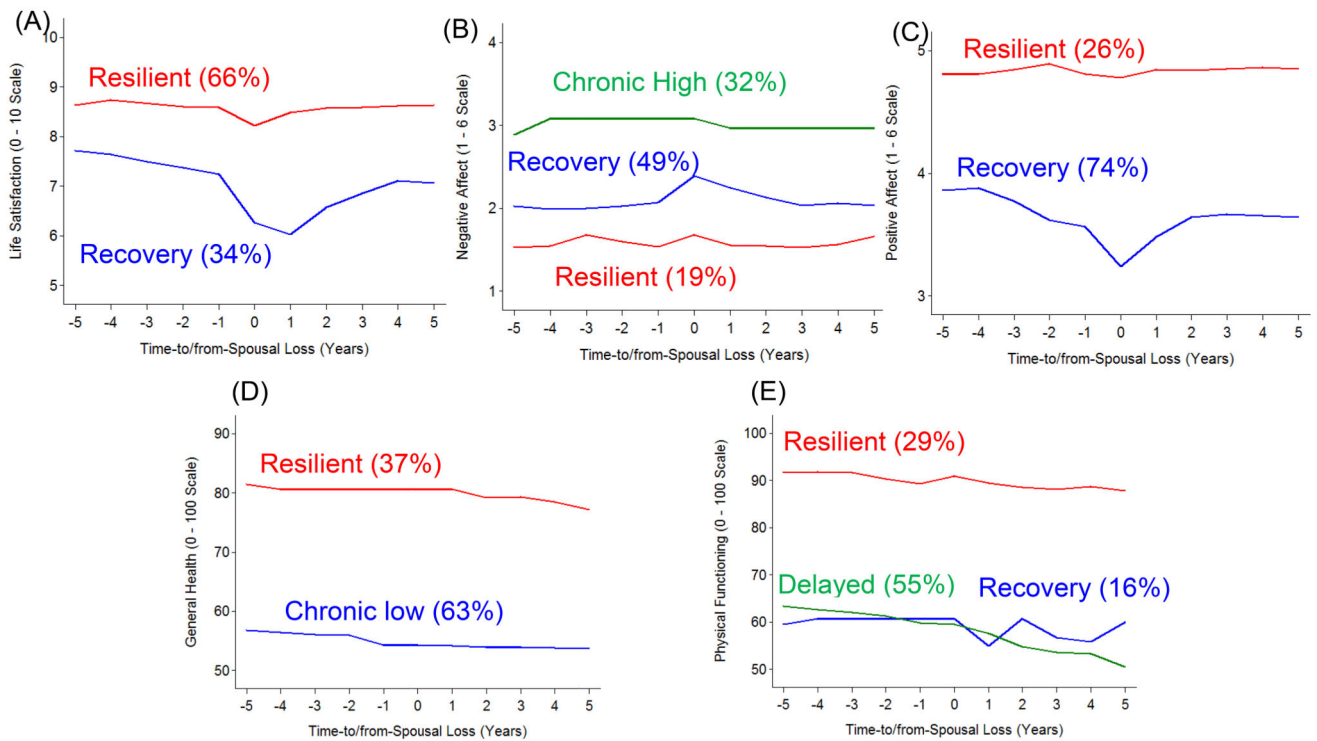 (A)
Life Satisfaction (0 - 10 Scale)
10
9
8
7
6
5
Resilient (66%)
Recovery (34%)
-5 -4 -3 -2 -1 0 1 2 3 4 5
Time-to/from-Spousal Loss (Years)
(B)
Negative Affect (1 - 6 Scale)
4
3
2
1
Chronic High (32%)
Recovery (49%)
Resilient (19%)
-5 -4 -3 -2 -1 0 1 2 3 4 5
Time-to/from-Spousal Loss (Years)
(C)
Positive Affect (1 - 6 Scale)
5
4
3
Resilient (26%)
Recovery (74%)
-5 -4 -3 -2 -1 0 1 2 3 4 5
Time-to/from-Spousal Loss (Years)
(D)
General Health (0 - 100 Scale)
90
80
70
60
50
Resilient (37%)
Chronic low (63%)
-5 -4 -3 -2 -1 0 1 2 3 4 5
Time-to/from-Spousal Loss (Years)
(E)
Physical Functioning (0 - 100 Scale)
100
90
80
70
60
50
Resilient (29%)
Delayed (55%)
Recovery (16%)
-5 -4 -3 -2 -1 0 1 2 3 4 5
Time-to/from-Spousal Loss (Years)